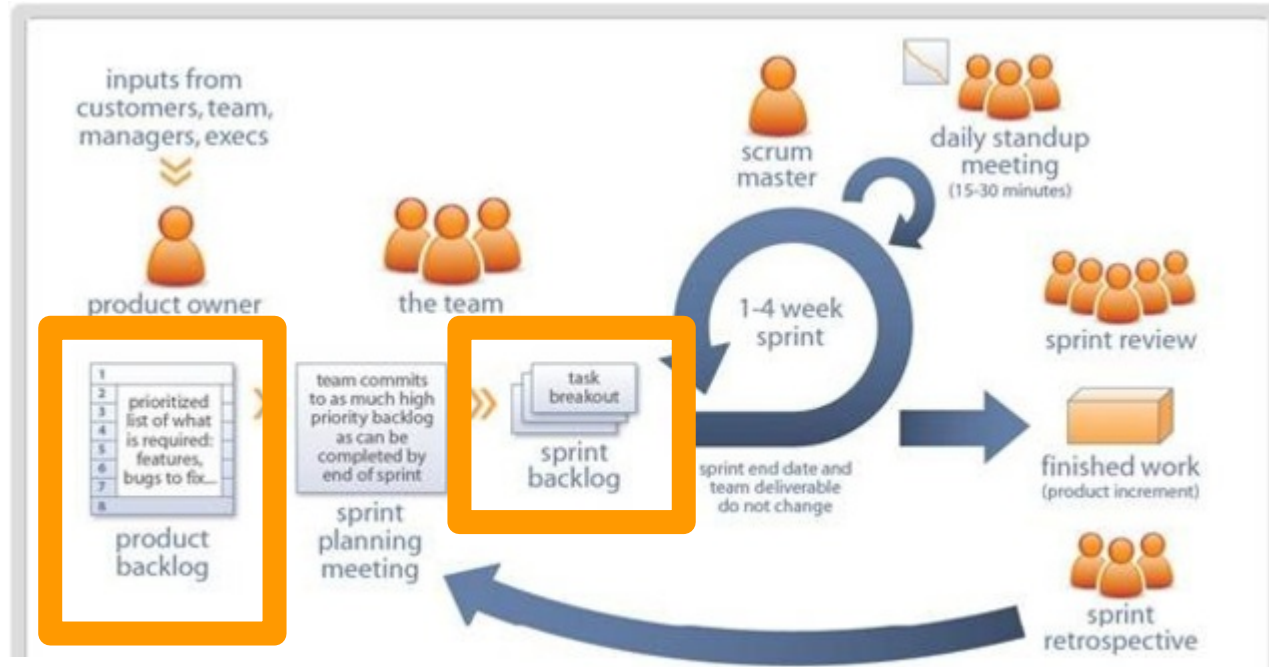 inputs from
customers, team,
managers, execs
product owner
the team
scrum
master
daily standup
meeting
(15-30 minutes)
1
2
3
4
5
6
7
8
prioritized
list of what
is required:
features,
bugs to fix...
product
backlog
team commits
to as much high
priority backlog
as can be
completed by
end of sprint
sprint
planning
meeting
task
breakout
sprint
backlog
1-4 week
sprint
sprint end date and
team deliverable
do not change
sprint review
finished work
(product increment)
sprint
retrospective